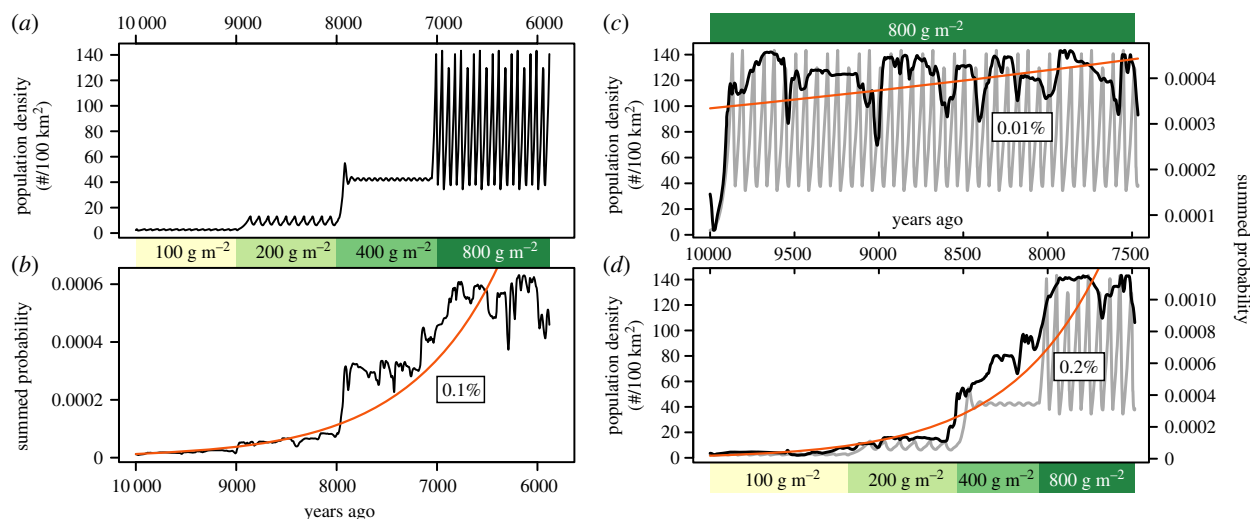 (a)
10 000 9000 8000 7000 6000
140
120
100
80
60
40
20
0
population density
(#/100 km2)
100 g m−2 200 g m−2 400 g m−2 800 g m−2
(b)
0.0006
0.0004
0.0002
0
summed probability
0.1%
10 000 9000 8000 7000 6000
years ago
(c)
800 g m−2
140
120
100
80
60
40
20
0
population density
(#/100 km2)
0.01%
years ago
0.0004
0.0003
0.0002
0.0001
10000 9500 9000 8500 8000 7500
summed probability
(d)
140
120
100
80
60
40
20
0
population density
(#/100 km2)
0.2%
0.0010
0.0008
0.0006
0.0004
0.0002
0
100 g m−2 200 g m−2 400 g m−2 800 g m−2